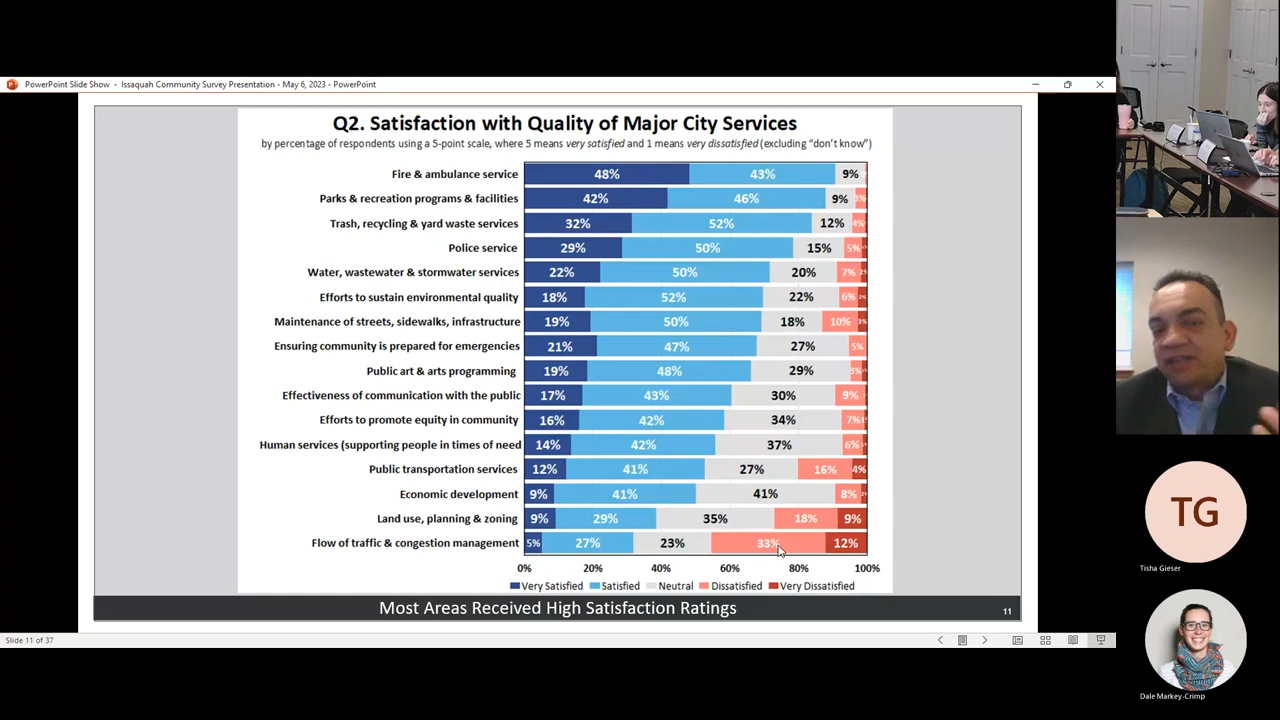 PowerPoint Slide Show - Issaquah Community Survey Presentation - May 6, 2023 - PowerPoint
Q2. Satisfaction with Quality of Major City Services
by percentage of respondents using a 5-point scale, where 5 means very satisfied and 1 means very dissatisfied (excluding "don't know")
Fire & ambulance service 48% 43% 9%
Parks & recreation programs & facilities 42% 46% 9% 3%
Trash, recycling & yard waste services 32% 52% 12% 4%
Police service 29% 50% 15% 5%
Water, wastewater & stormwater services 22% 50% 20% 7% 2%
Efforts to sustain environmental quality 18% 52% 22% 6% 2%
Maintenance of streets, sidewalks, infrastructure 19% 50% 18% 10% 3%
Ensuring community is prepared for emergencies 21% 47% 27% 5%
Public art & arts programming 19% 48% 29% 3%
Effectiveness of communication with the public 17% 43% 30% 9%
Efforts to promote equity in community 16% 42% 34% 7%
Human services (supporting people in times of need 14% 42% 37% 6%
Public transportation services 12% 41% 27% 16% 4%
Economic development 9% 41% 41% 8% 2%
Land use, planning & zoning 9% 29% 35% 18% 9%
Flow of traffic & congestion management 5% 27% 23% 33% 12%
0% 20% 40% 60% 80% 100%
Very Satisfied Satisfied Neutral Dissatisfied Very Dissatisfied
Most Areas Received High Satisfaction Ratings
11
Slide 11 of 37
TG
Tisha Gieser
Dale Markey-Crimp